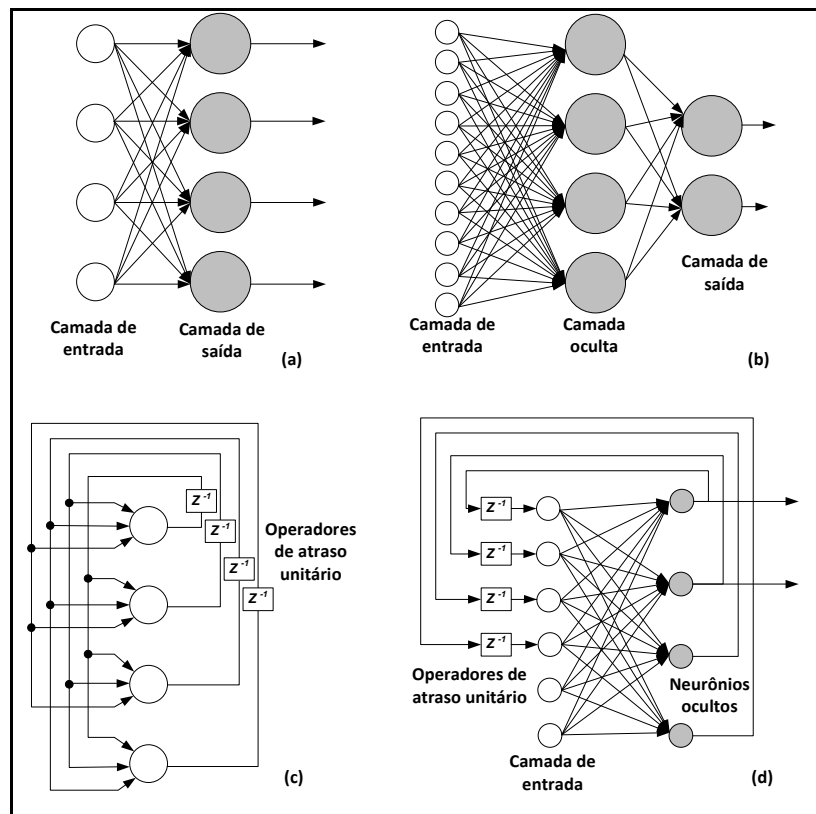 Camada de
entrada
Camada de
saída
(a)
Camada de
entrada
Camada
oculta
Camada de
saída
(b)
Z -1
Z -1
Z -1
Z -1
Operadores
de atraso
unitário
(c)
Z -1
Z -1
Z -1
Z -1
Operadores de
atraso unitário
Camada de
entrada
Neurônios
ocultos
(d)